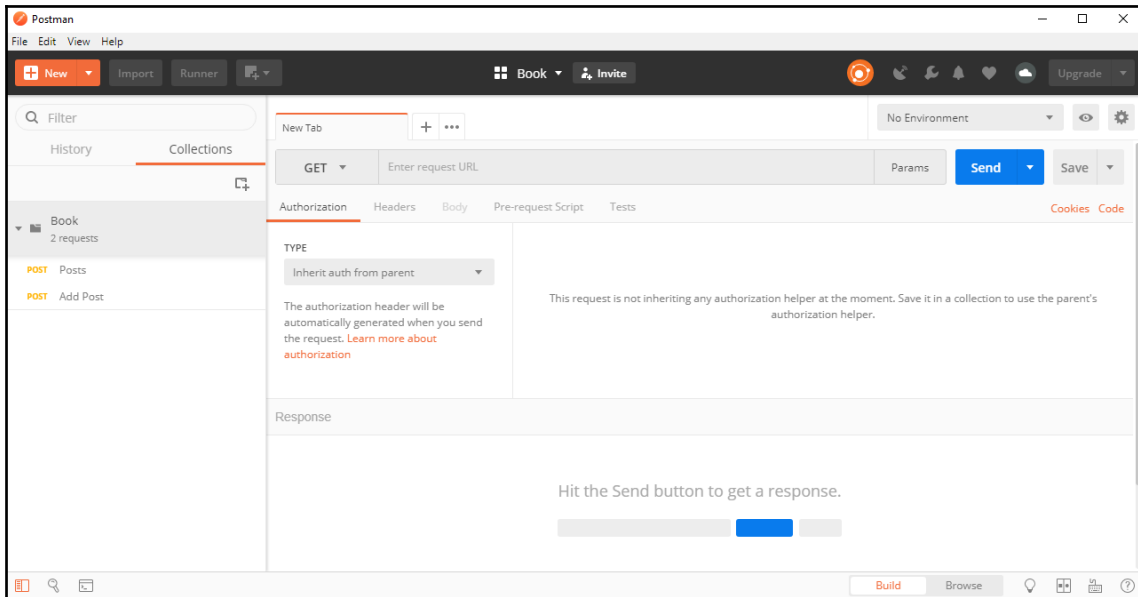 Postman
File Edit View Help
New Import Runner Book Invite Upgrade
Filter
History Collections
Book
2 requests
POST Posts
POST Add Post
New Tab
No Environment
GET Enter request URL Params Send Save
Authorization Headers Body Pre-request Script Tests Cookies Code
TYPE
Inherit auth from parent
The authorization header will be
automatically generated when you send
the request. Learn more about
authorization
This request is not inheriting any authorization helper at the moment. Save it in a collection to use the parent's
authorization helper.
Response
Hit the Send button to get a response.
Build Browse